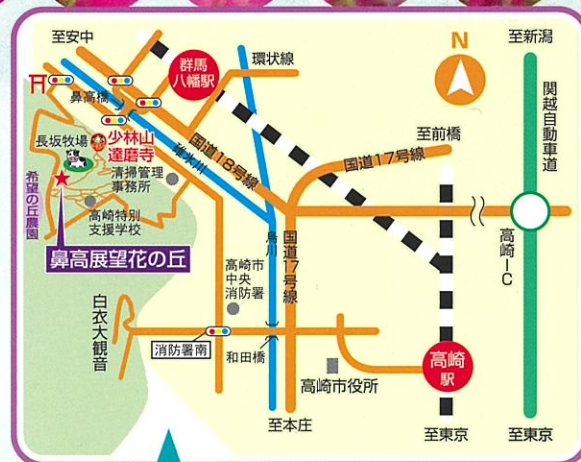 至安中
群馬
八幡駅
環状線
N
至新潟
関越自動車道
鼻高橋
国道18号線
碓氷川
至前橋
国道17号線
長坂牧場
少林山
達磨寺
清掃管理
事務所
希望の丘農園
高崎特別
支援学校
鼻高展望花の丘
烏川
国道17号線
高崎IC
高崎市
中央
消防署
白衣大観音
消防署南
和田橋
高崎市役所
高崎
駅
至本庄
至東京
至東京